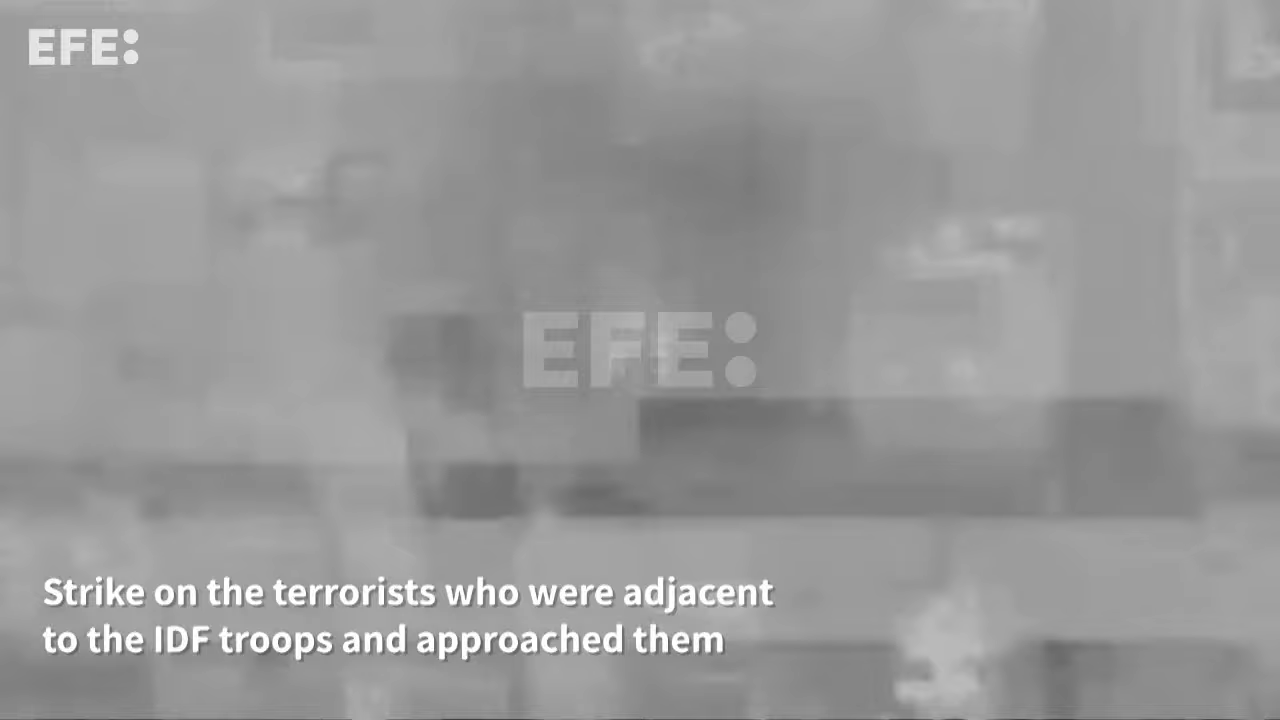 EFE:
EFE:
Strike on the terrorists who were adjacent
to the IDF troops and approached them